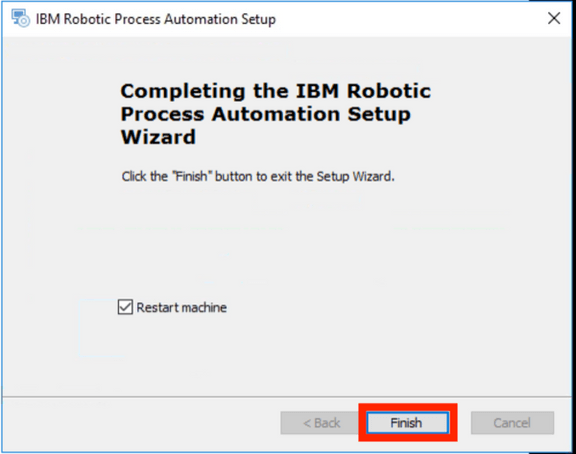 IBM Robotic Process Automation Setup
Completing the IBM Robotic
Process Automation Setup
Wizard
Click the "Finish" button to exit the Setup Wizard.
Restart machine
< Back Finish Cancel